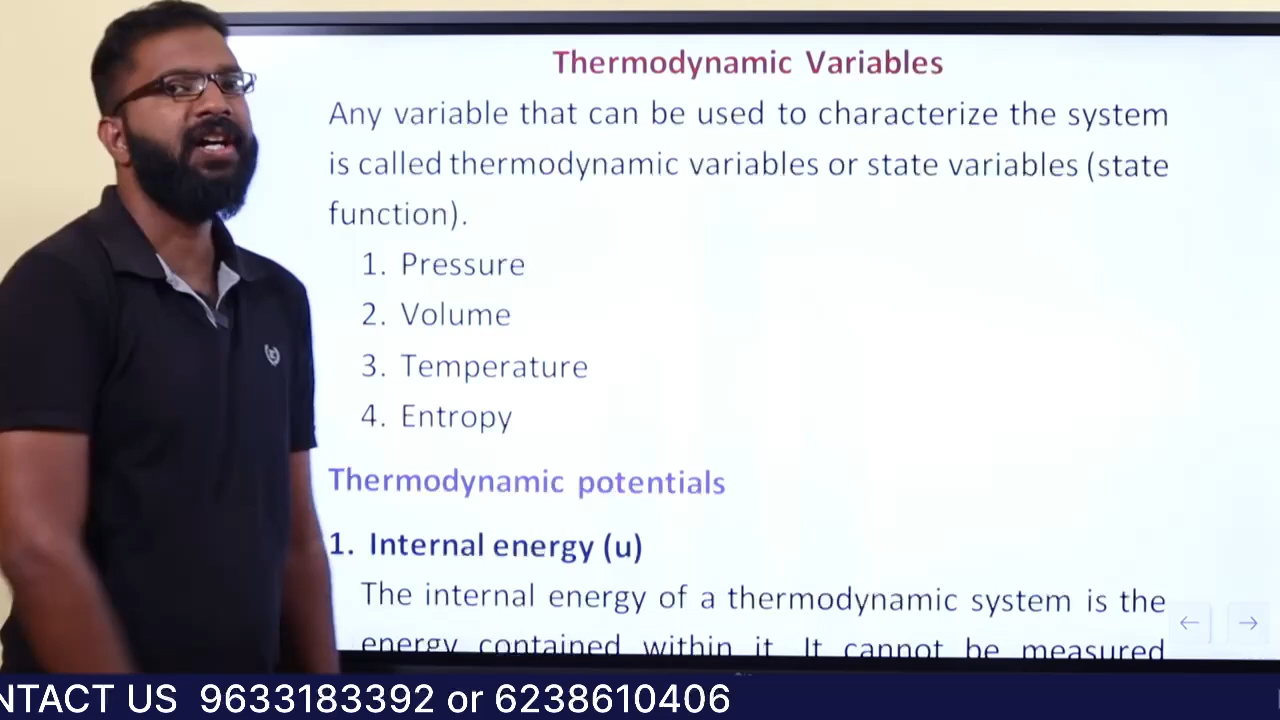 Thermodynamic Variables
Any variable that can be used to characterize the system
is called thermodynamic variables or state variables (state
function).
1. Pressure
2. Volume
3. Temperature
4. Entropy
Thermodynamic potentials
1. Internal energy (u)
The internal energy of a thermodynamic system is the
energy contained within it. It cannot be measured
NTACT US 9633183392 or 6238610406